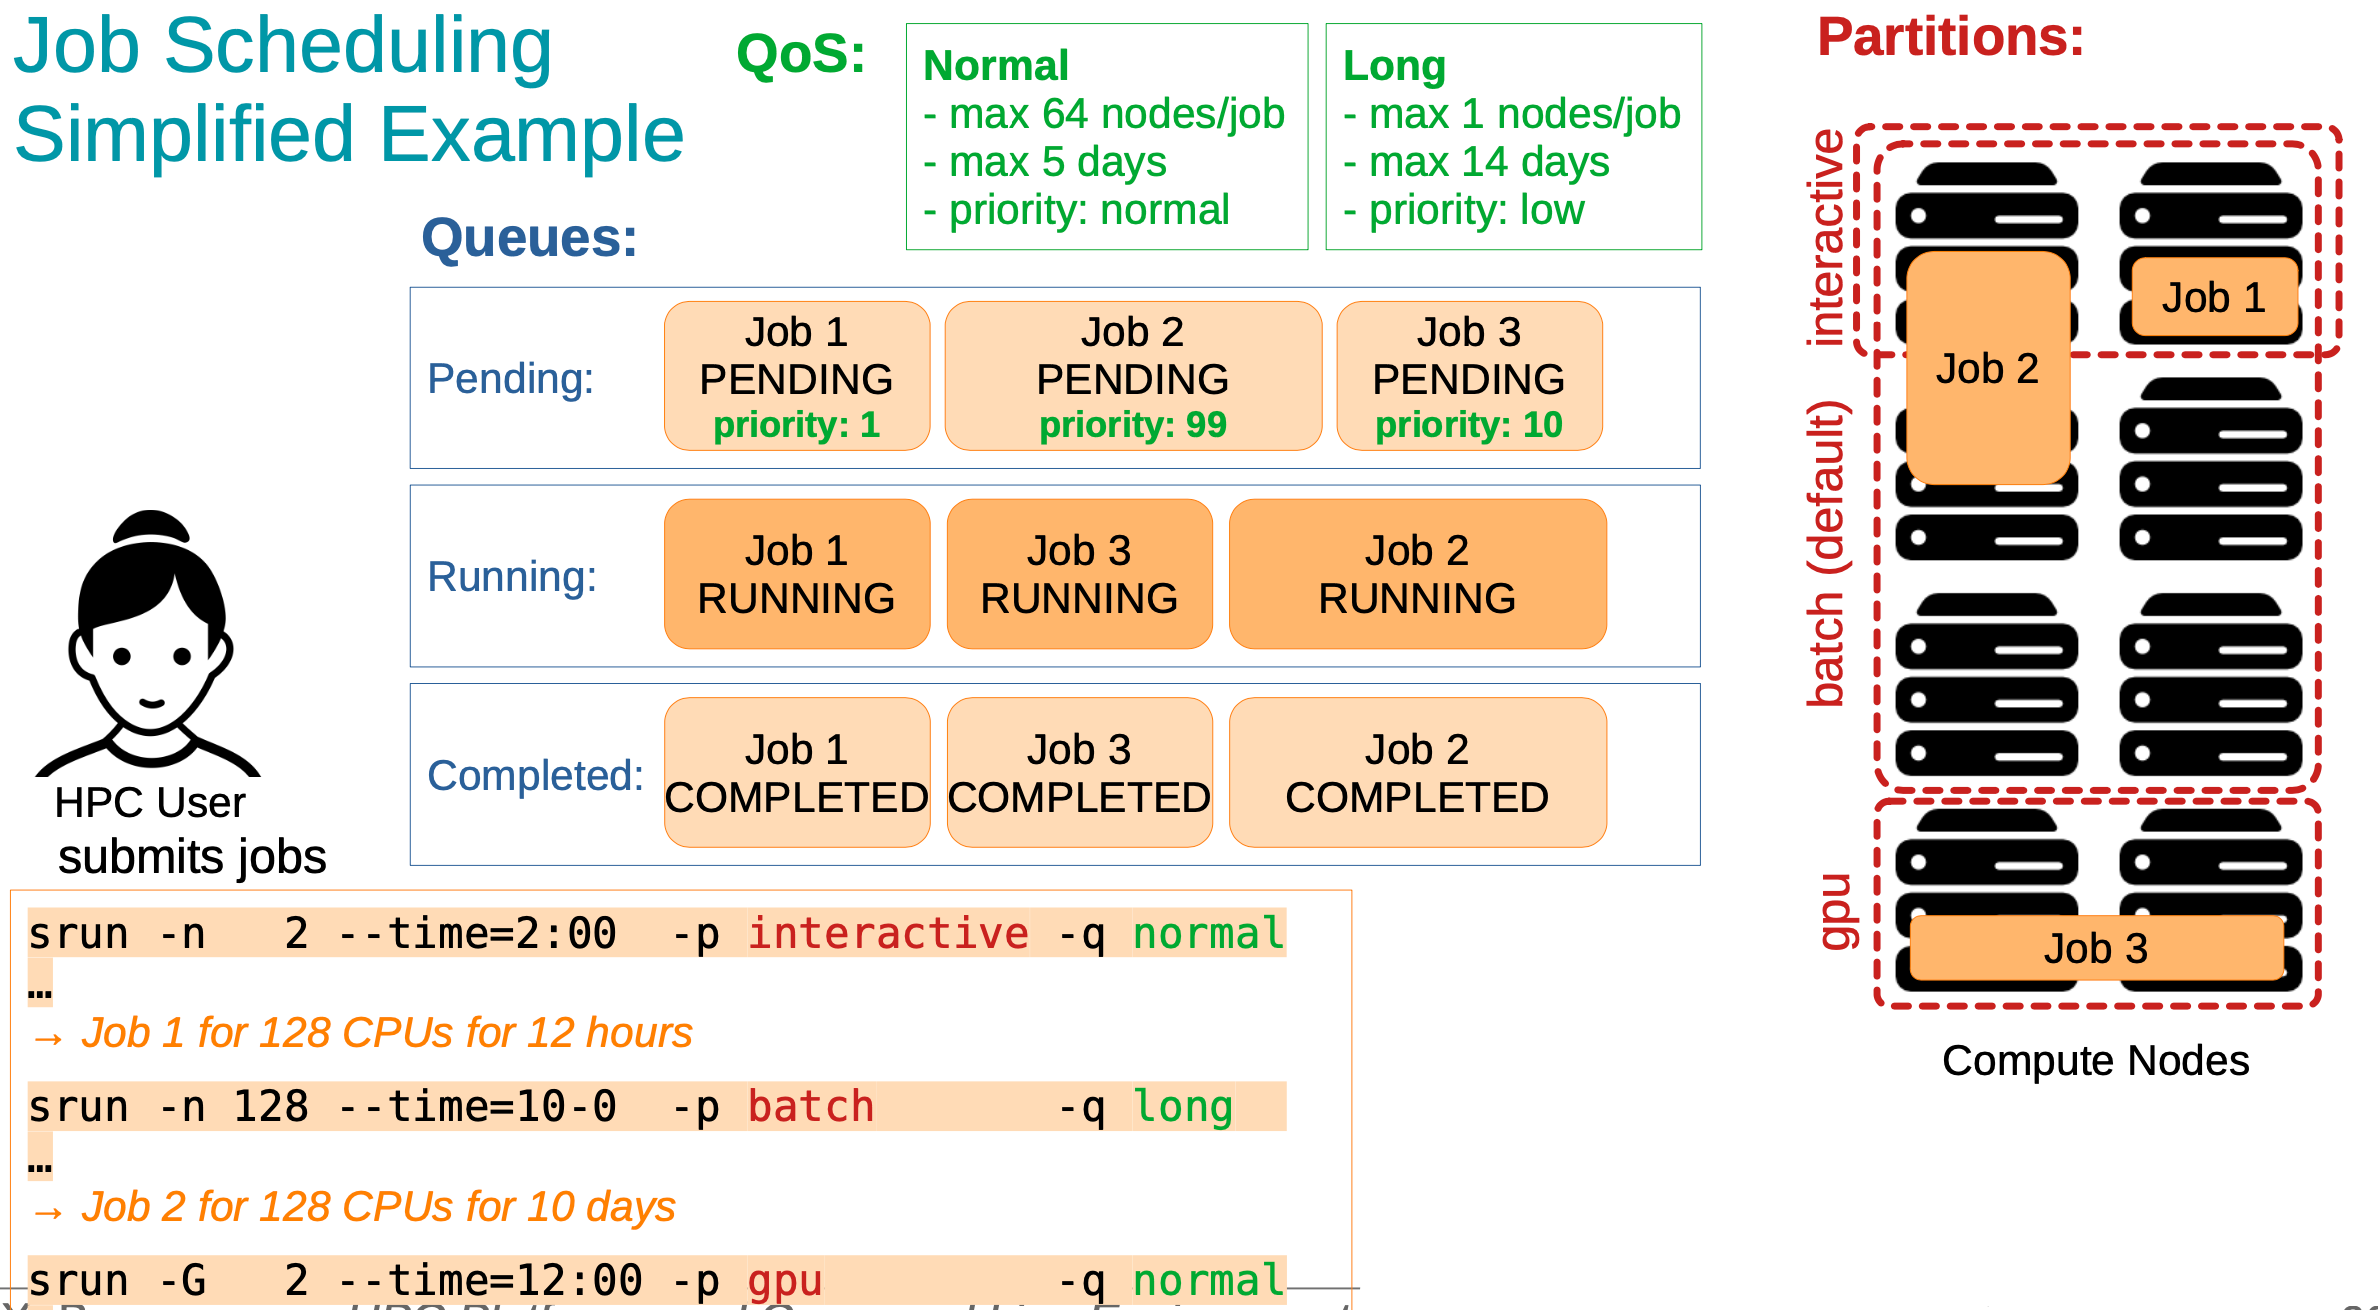 Job Scheduling
Simplified Example
QoS:
Normal
- max 64 nodes/job
- max 5 days
- priority: normal
Long
- max 1 nodes/job
- max 14 days
- priority: low
Partitions:
Queues:
Pending:
Job 1
PENDING
priority: 1
Job 2
PENDING
priority: 99
Job 3
PENDING
priority: 10
Running:
Job 1
RUNNING
Job 3
RUNNING
Job 2
RUNNING
Completed:
Job 1
COMPLETED
Job 3
COMPLETED
Job 2
COMPLETED
interactive
batch (default)
gpu
Job 2
Job 1
Job 3
Compute Nodes
HPC User
submits jobs
srun -n   2 --time=2:00  -p interactive -q normal
…
→ Job 1 for 128 CPUs for 12 hours
srun -n 128 --time=10-0  -p batch       -q long
…
→ Job 2 for 128 CPUs for 10 days
srun -G   2 --time=12:00 -p gpu         -q normal